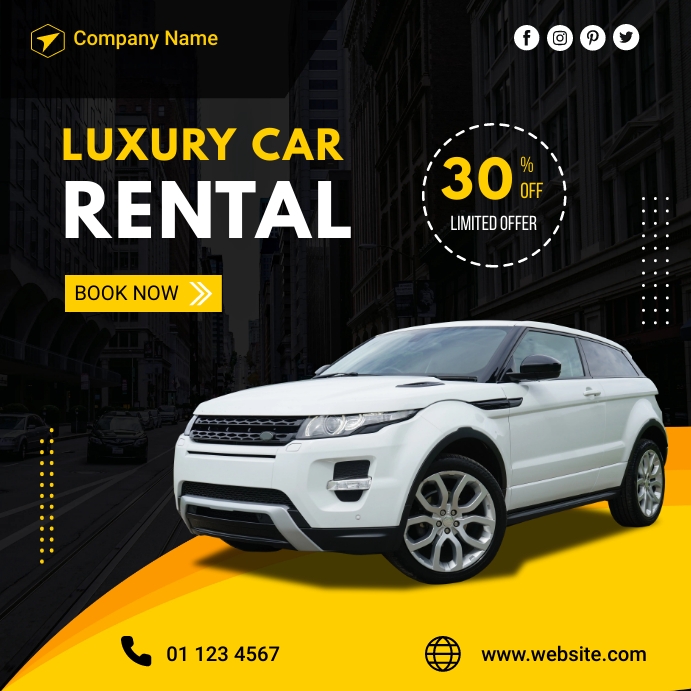 Company Name
LUXURY CAR
RENTAL
30 % OFF
LIMITED OFFER
BOOK NOW
01 123 4567
www.website.com